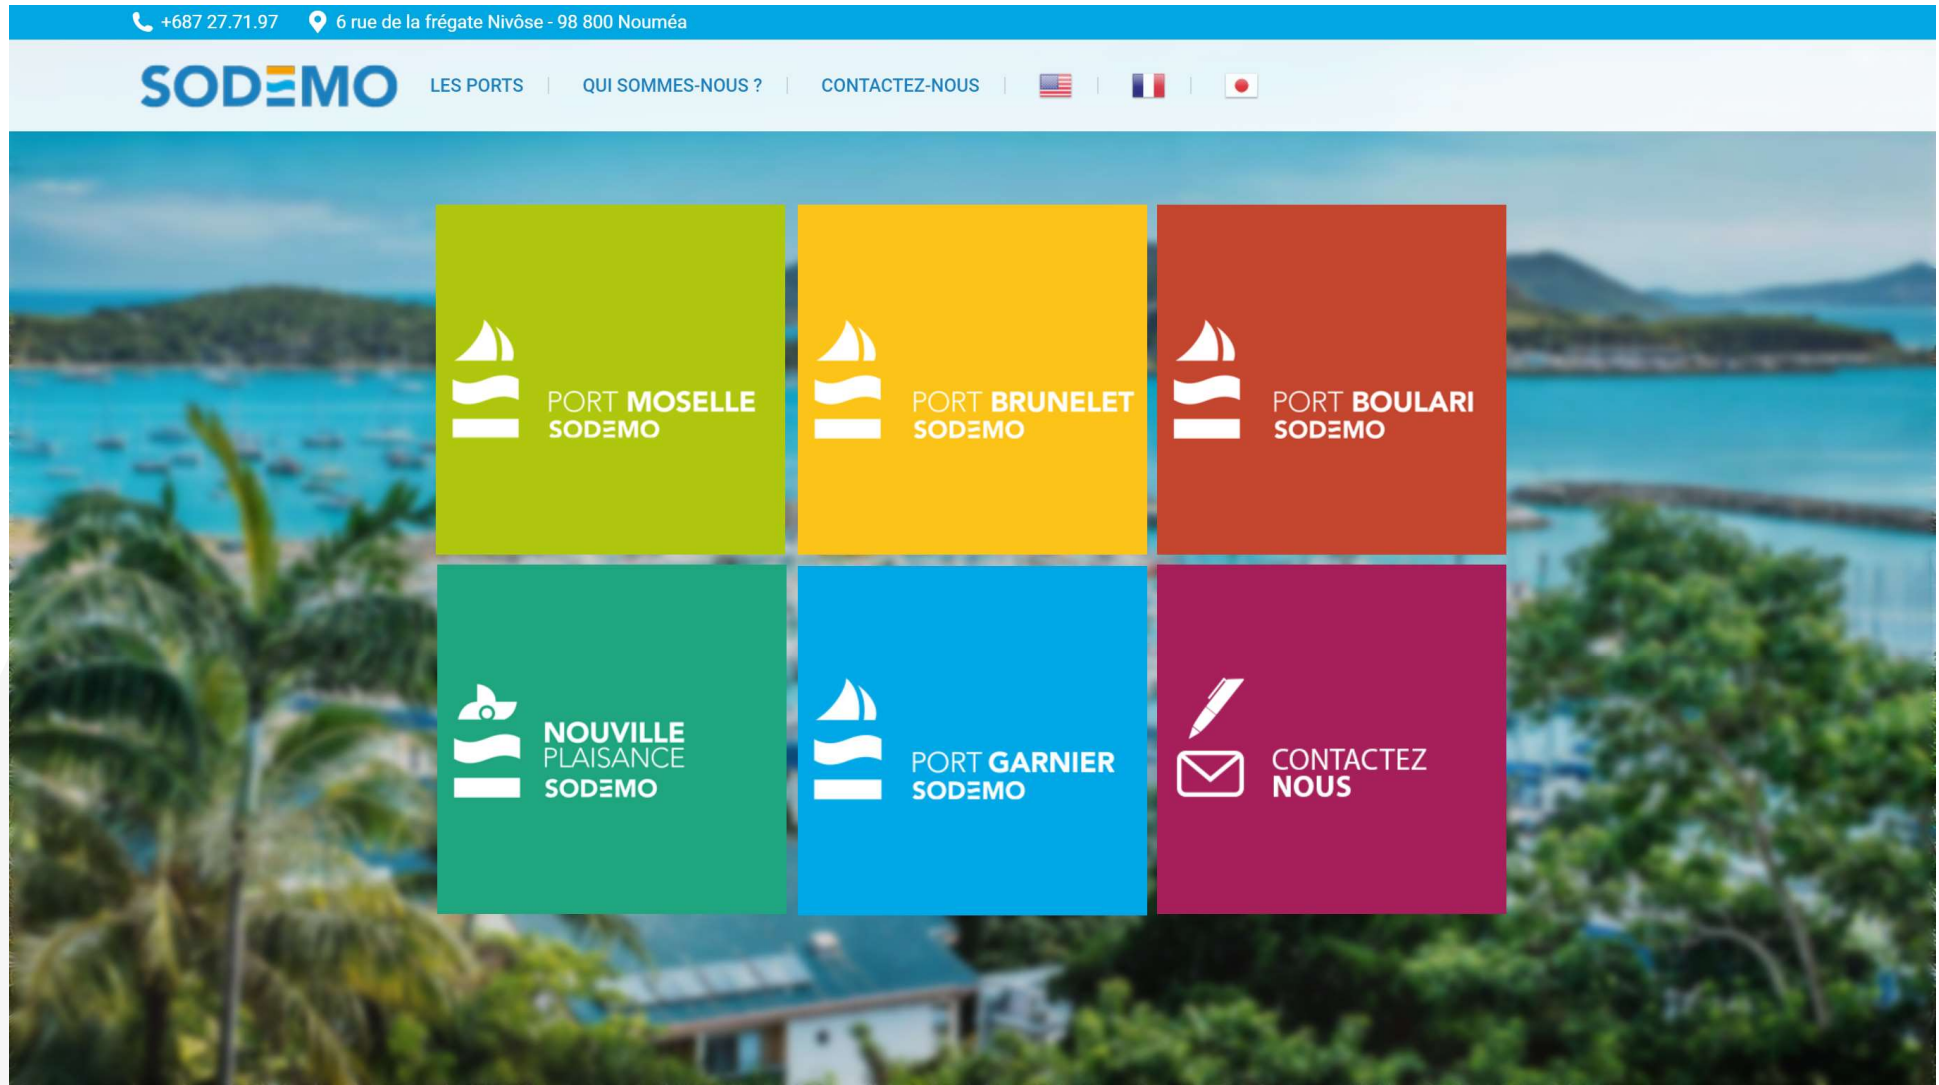 +687 27.71.97 6 rue de la frégate Nivôse - 98 800 Nouméa
SODEMO LES PORTS QUI SOMMES-NOUS ? CONTACTEZ-NOUS
PORT MOSELLE
SODEMO
PORT BRUNELET
SODEMO
PORT BOULARI
SODEMO
NOUVILLE
PLAISANCE
SODEMO
PORT GARNIER
SODEMO
CONTACTEZ
NOUS